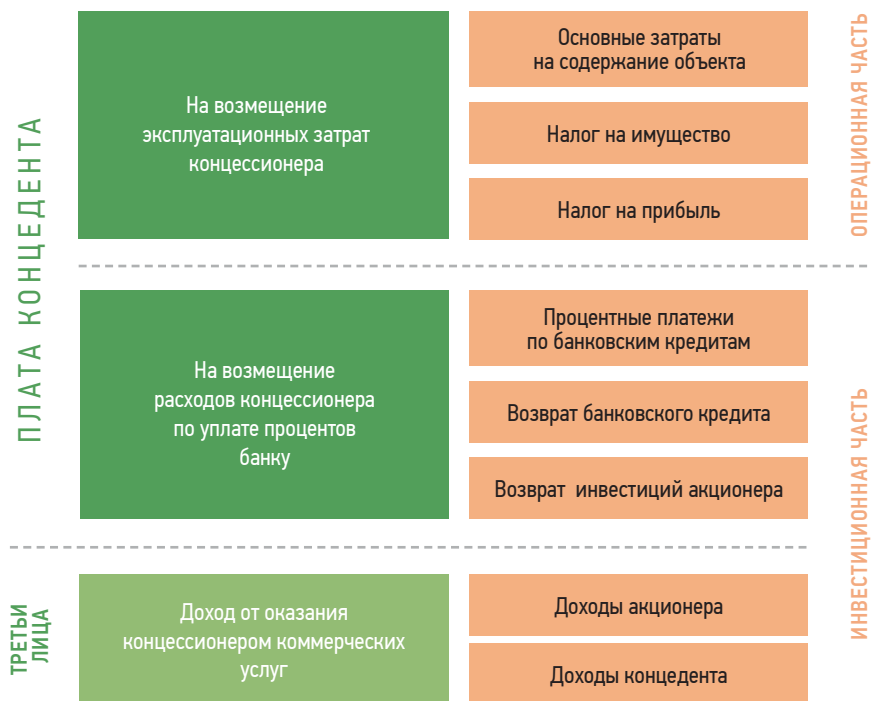 ПЛАТА КОНЦЕДЕНТА
На возмещение
эксплуатационных затрат
концессионера
Основные затраты
на содержание объекта
Налог на имущество
Налог на прибыль
ОПЕРАЦИОННАЯ ЧАСТЬ
На возмещение
расходов концессионера
по уплате процентов
банку
Процентные платежи
по банковским кредитам
Возврат банковского кредита
Возврат инвестиций акционера
ИНВЕСТИЦИОННАЯ ЧАСТЬ
ТРЕТЬИ
ЛИЦА
Доход от оказания
концессионером коммерческих
услуг
Доходы акционера
Доходы концедента